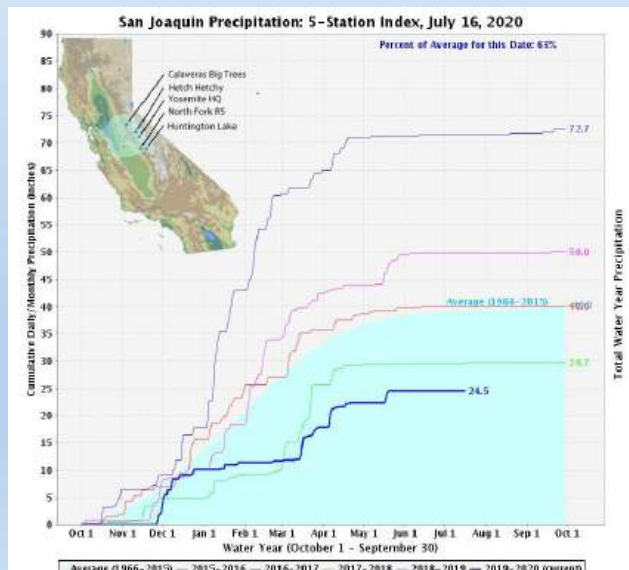 San Joaquin Precipitation: 5-Station Index, July 16, 2020
Percent of Average for this Date: 63%
Calaveras Big Trees
Hetch Hetchy
Yosemite HQ
North Fork RS
Huntington Lake
Cumulative Daily/Monthly Precipitation (inches)
90
85
80
75
70
65
60
55
50
45
40
35
30
25
20
15
10
5
0
72.7
50.0
Average (1966-2015)
40.0
24.5
Total Water Year Precipitation
Oct 1 Nov 1 Dec 1 Jan 1 Feb 1 Mar 1 Apr 1 May 1 Jun 1 Jul 1 Aug 1 Sep 1 Oct 1
Water Year (October 1 - September 30)
Average (1966-2015) 2015-2016 2016-2017 2017-2018 2018-2019 2019-2020 (current)